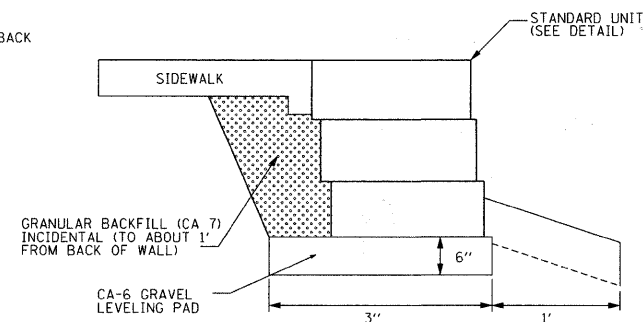 BACK
STANDARD UNIT
(SEE DETAIL)
SIDEWALK
GRANULAR BACKFILL (CA 7)
INCIDENTAL (TO ABOUT 1'
FROM BACK OF WALL)
6"
CA-6 GRAVEL
LEVELING PAD
3"
1'